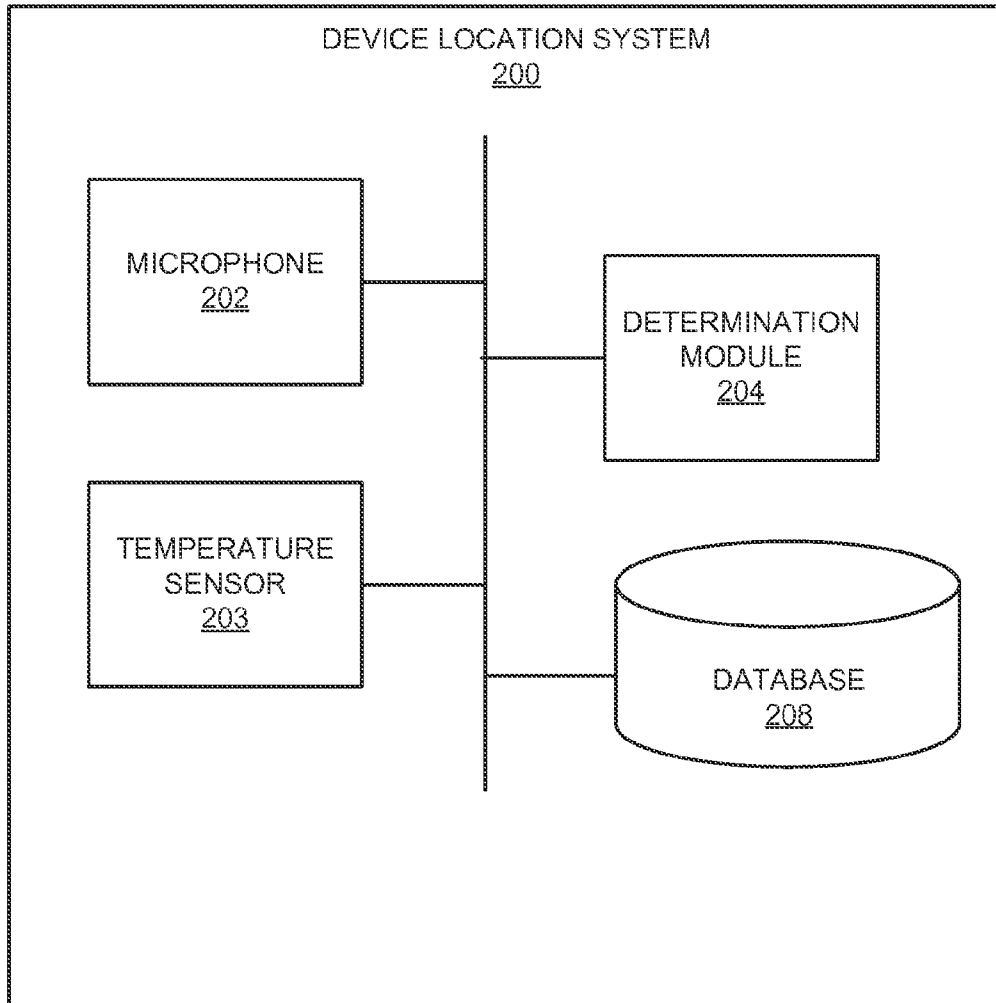 DEVICE LOCATION SYSTEM
200
MICROPHONE
202
DETERMINATION
MODULE
204
TEMPERATURE
SENSOR
203
DATABASE
208